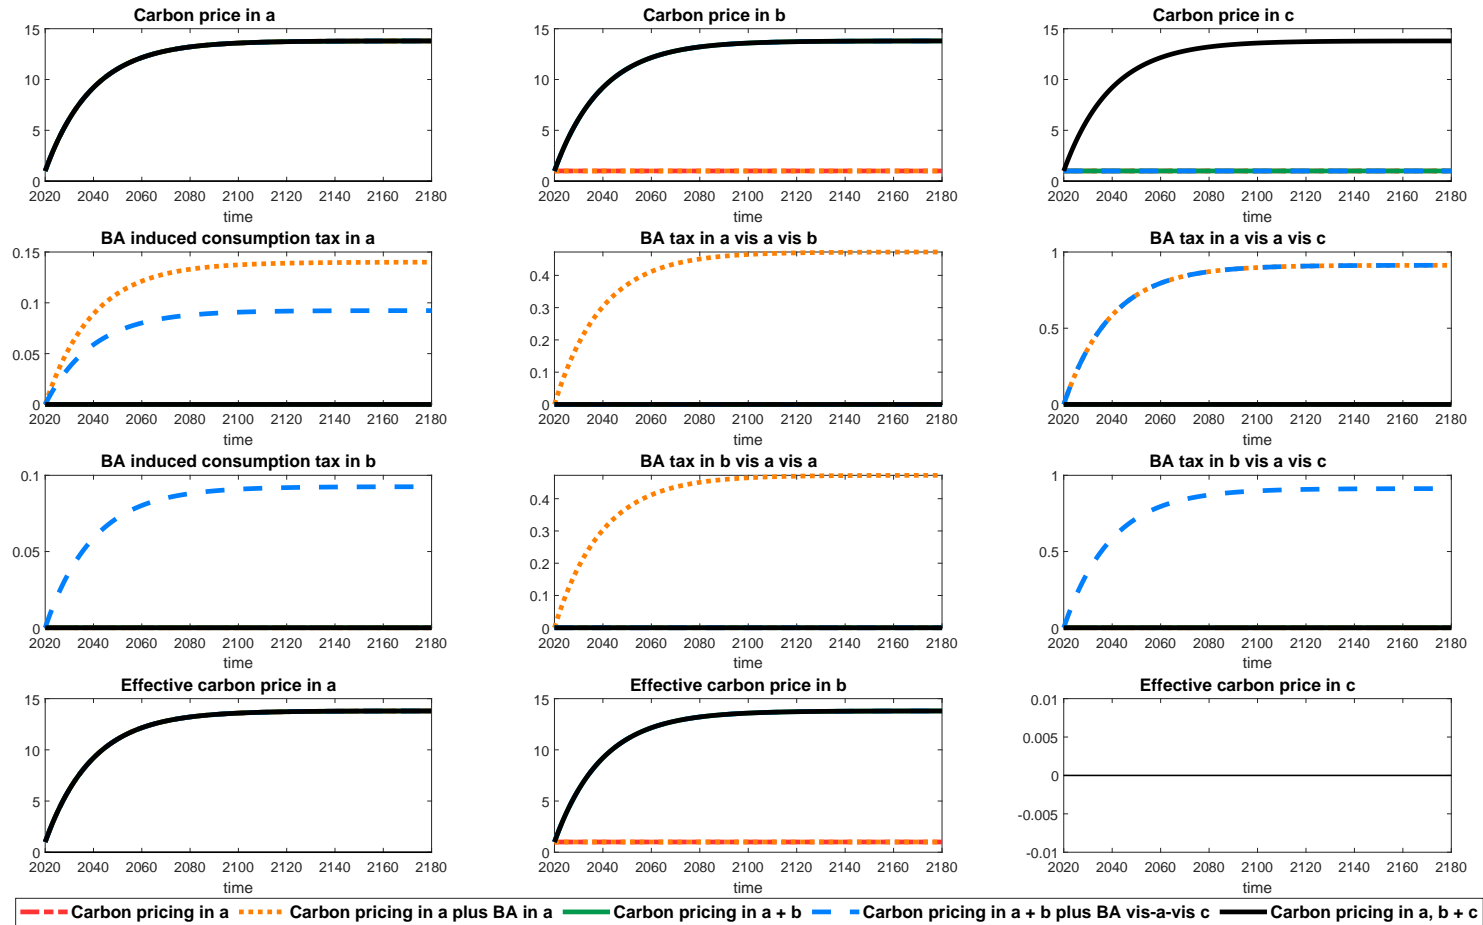 Carbon price in a
Carbon price in b
Carbon price in c
15
10
5
0
2020 2040 2060 2080 2100 2120 2140 2160 2180
time
15
10
5
0
2020 2040 2060 2080 2100 2120 2140 2160 2180
time
15
10
5
0
2020 2040 2060 2080 2100 2120 2140 2160 2180
time
BA induced consumption tax in a
BA tax in a vis a vis b
BA tax in a vis a vis c
0.15
0.1
0.05
0
2020 2040 2060 2080 2100 2120 2140 2160 2180
time
0.4
0.3
0.2
0.1
0
2020 2040 2060 2080 2100 2120 2140 2160 2180
time
1
0.5
0
2020 2040 2060 2080 2100 2120 2140 2160 2180
time
BA induced consumption tax in b
BA tax in b vis a vis a
BA tax in b vis a vis c
0.1
0.05
0
2020 2040 2060 2080 2100 2120 2140 2160 2180
time
0.4
0.3
0.2
0.1
0
2020 2040 2060 2080 2100 2120 2140 2160 2180
time
1
0.5
0
2020 2040 2060 2080 2100 2120 2140 2160 2180
time
Effective carbon price in a
Effective carbon price in b
Effective carbon price in c
15
10
5
0
2020 2040 2060 2080 2100 2120 2140 2160 2180
time
15
10
5
0
2020 2040 2060 2080 2100 2120 2140 2160 2180
time
0.01
0.005
0
-0.005
-0.01
2020 2040 2060 2080 2100 2120 2140 2160 2180
time
Carbon pricing in a Carbon pricing in a plus BA in a Carbon pricing in a + b Carbon pricing in a + b plus BA vis-a-vis c Carbon pricing in a, b + c